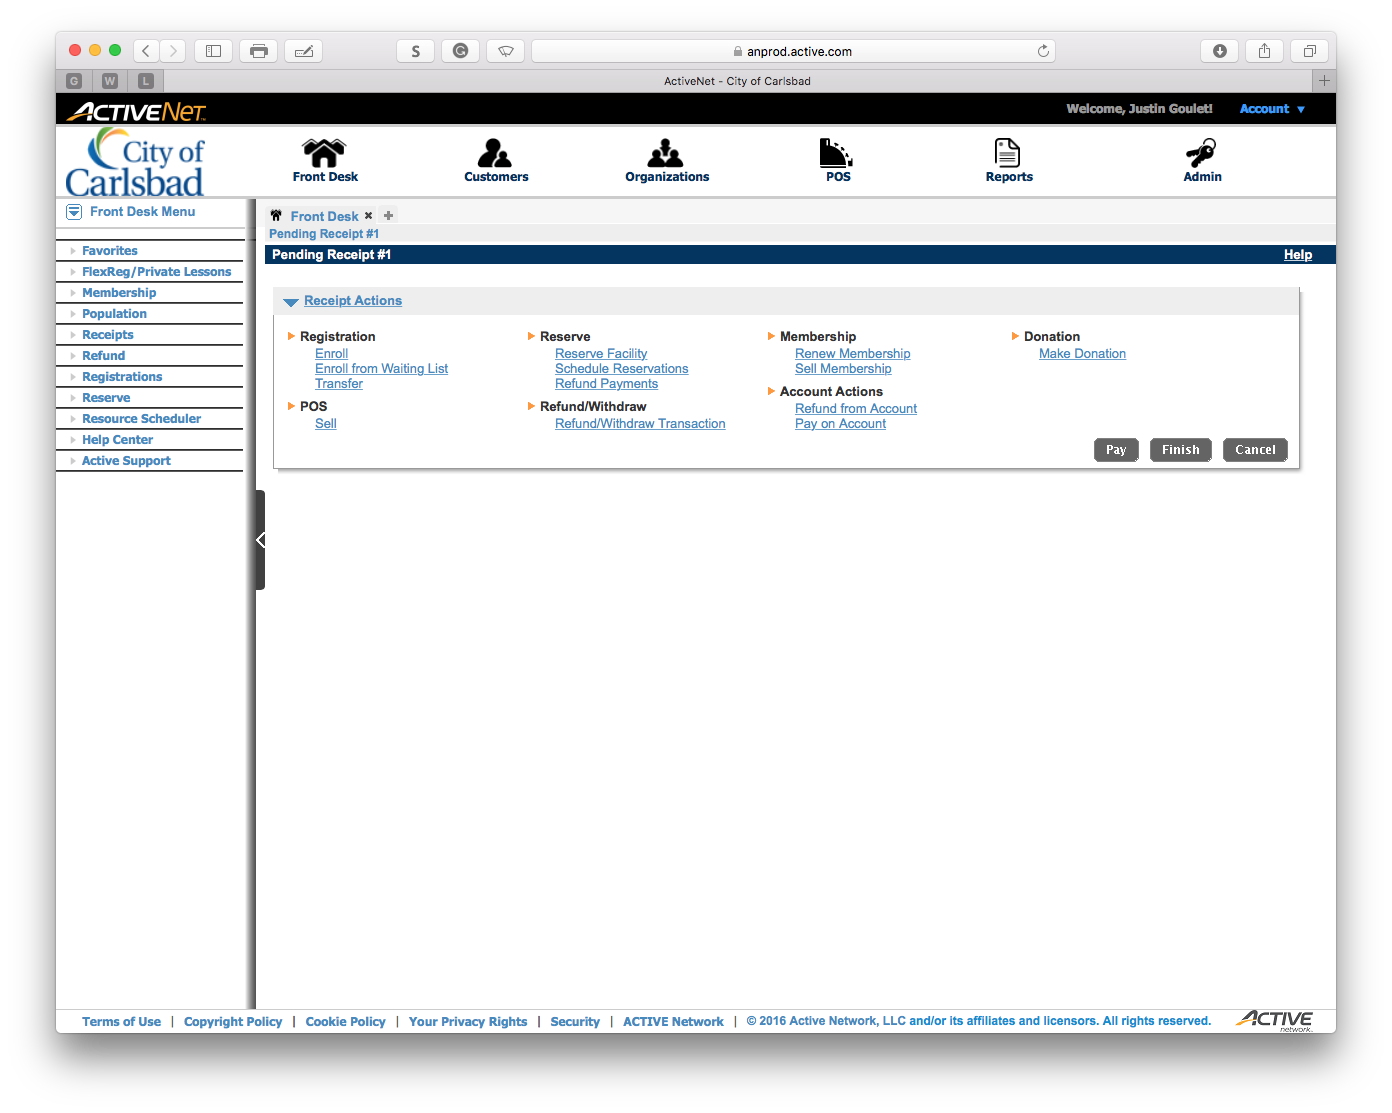 S
anprod.active.com
G
W
L
ActiveNet - City of Carlsbad
ACTIVENET
Welcome, Justin Goulet!
Account
City of
Carlsbad
Front Desk
Customers
Organizations
POS
Reports
Admin
Front Desk Menu
Favorites
FlexReg/Private Lessons
Membership
Population
Receipts
Refund
Registrations
Reserve
Resource Scheduler
Help Center
Active Support
Front Desk
Pending Receipt #1
Pending Receipt #1
Help
Receipt Actions
Registration
Enroll
Enroll from Waiting List
Transfer
POS
Sell
Reserve
Reserve Facility
Schedule Reservations
Refund Payments
Refund/Withdraw
Refund/Withdraw Transaction
Membership
Renew Membership
Sell Membership
Account Actions
Refund from Account
Pay on Account
Donation
Make Donation
Pay
Finish
Cancel
Terms of Use | Copyright Policy | Cookie Policy | Your Privacy Rights | Security | ACTIVE Network | © 2016 Active Network, LLC and/or its affiliates and licensors. All rights reserved.
ACTIVE
network